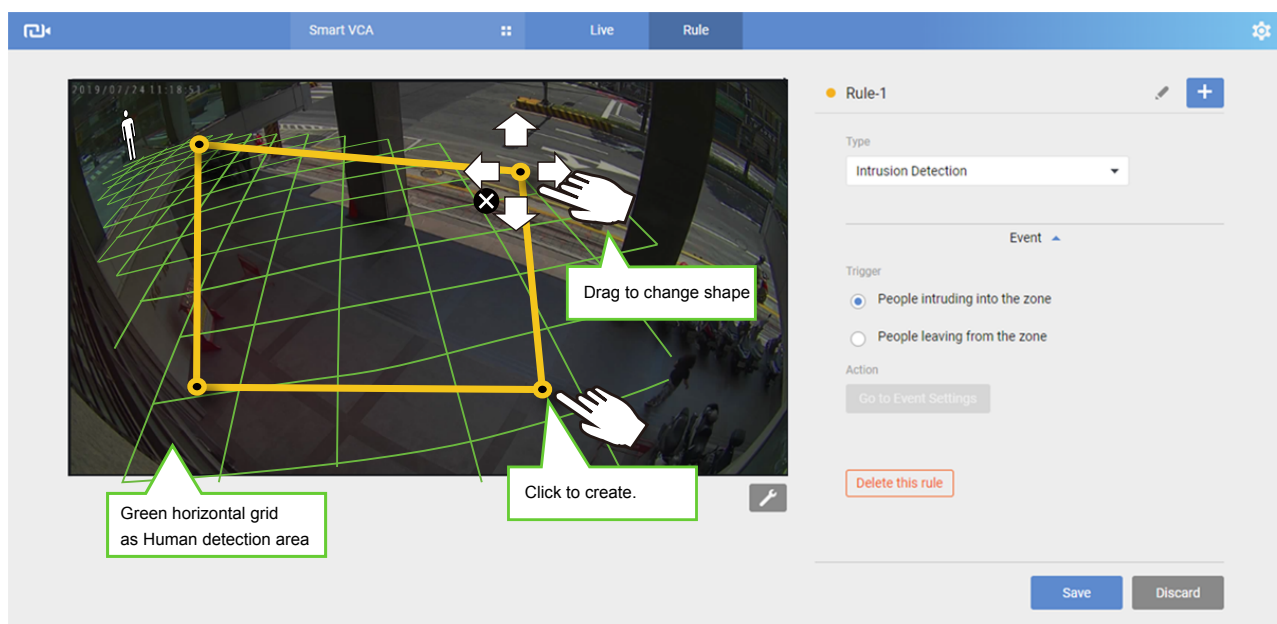 Smart VCA
Live
Rule
2019/07/24 11:18:51
Rule-1
Type
Intrusion Detection
Event
Trigger
People intruding into the zone
People leaving from the zone
Action
Go to Event Settings
Delete this rule
Drag to change shape
Click to create.
Green horizontal grid
as Human detection area
Save
Discard